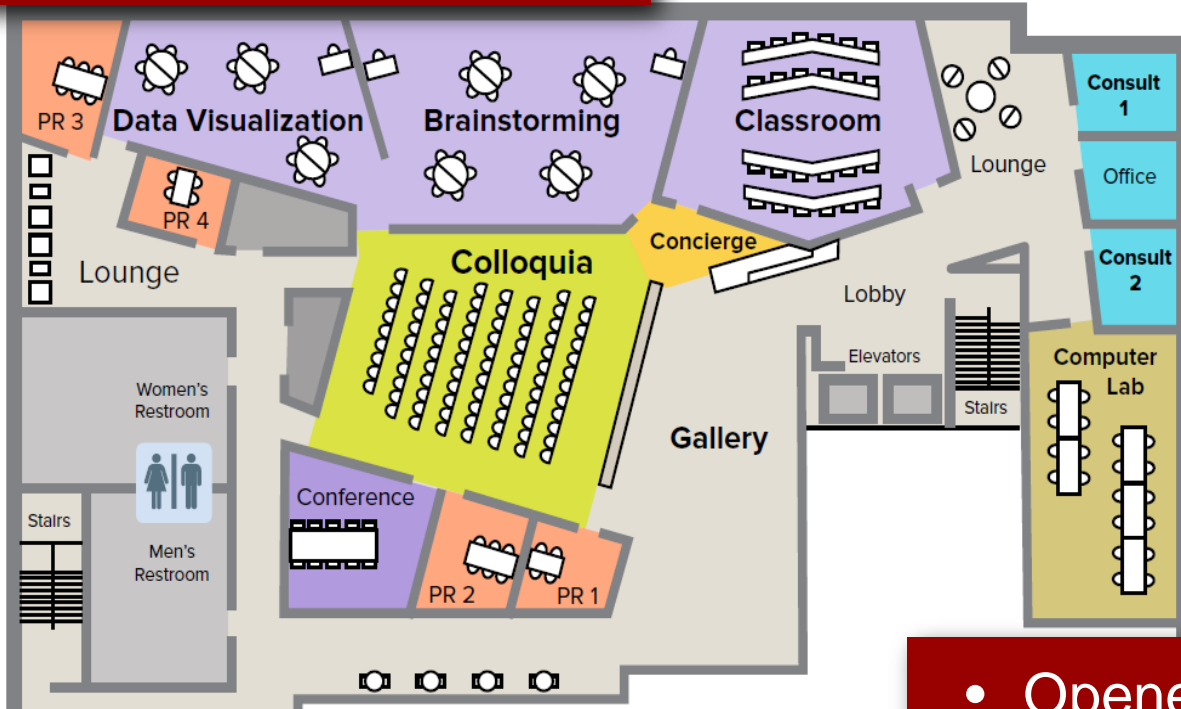 PR 3
Data Visualization
Brainstorming
Classroom
Lounge
Consult
1
Office
Consult
2
PR 4
Lounge
Colloquia
Concierge
Lobby
Elevators
Stairs
Computer
Lab
Women's
Restroom
Gallery
Conference
Stairs
Men's
Restroom
PR 2
PR 1